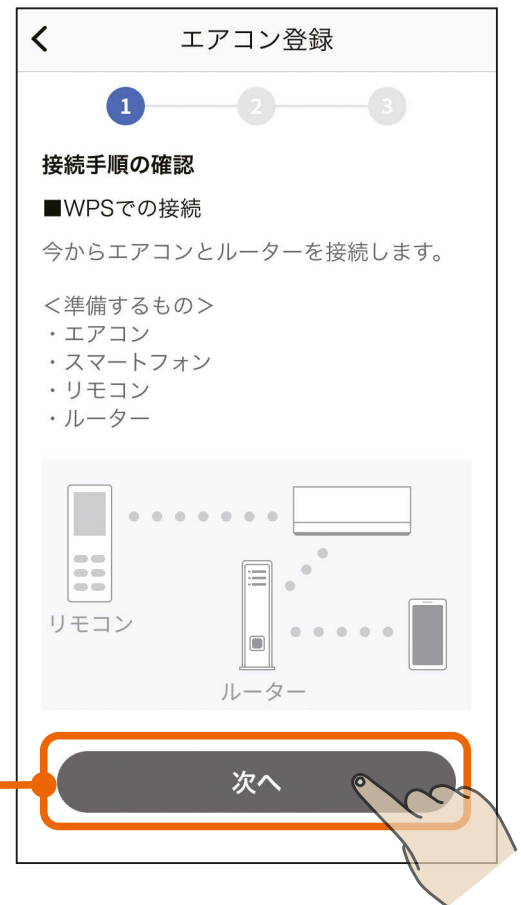 エアコン登録
1 2 3
接続手順の確認
■WPSでの接続
今からエアコンとルーターを接続します。
＜準備するもの＞
・エアコン
・スマートフォン
・リモコン
・ルーター
リモコン
ルーター
次へ